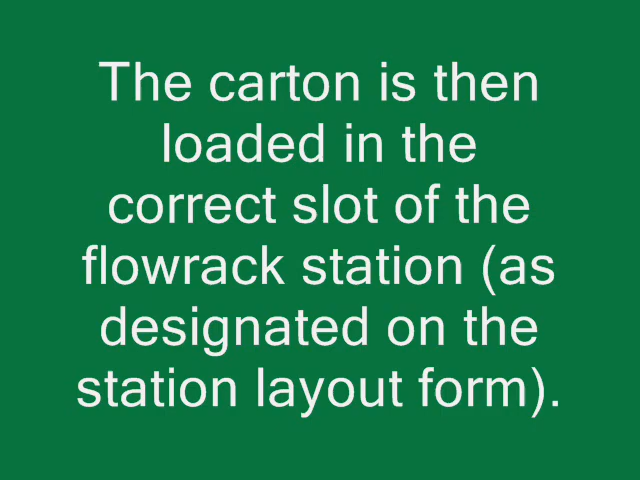 The carton is then
loaded in the
correct slot of the
flowrack station (as
designated on the
station layout form).